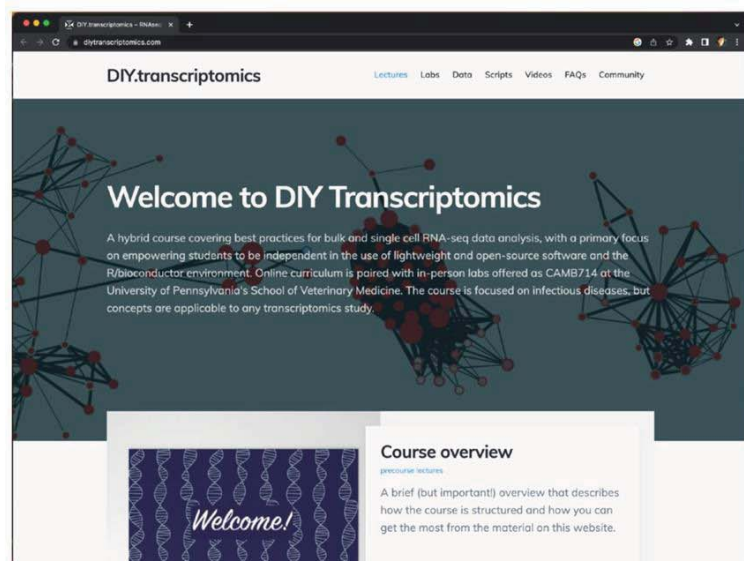 DIY.transcriptomics - RNAseq
diytranscriptomics.com
DIY.transcriptomics
Lectures Labs Data Scripts Videos FAQs Community
Welcome to DIY Transcriptomics
A hybrid course covering best practices for bulk and single cell RNA-seq data analysis, with a primary focus
on empowering students to be independent in the use of lightweight and open-source software and the
R/bioconductor environment. Online curriculum is paired with in-person labs offered as CAMB714 at the
University of Pennsylvania's School of Veterinary Medicine. The course is focused on infectious diseases, but
concepts are applicable to any transcriptomics study.
Welcome!
Course overview
precourse lectures
A brief (but important!) overview that describes
how the course is structured and how you can
get the most from the material on this website.